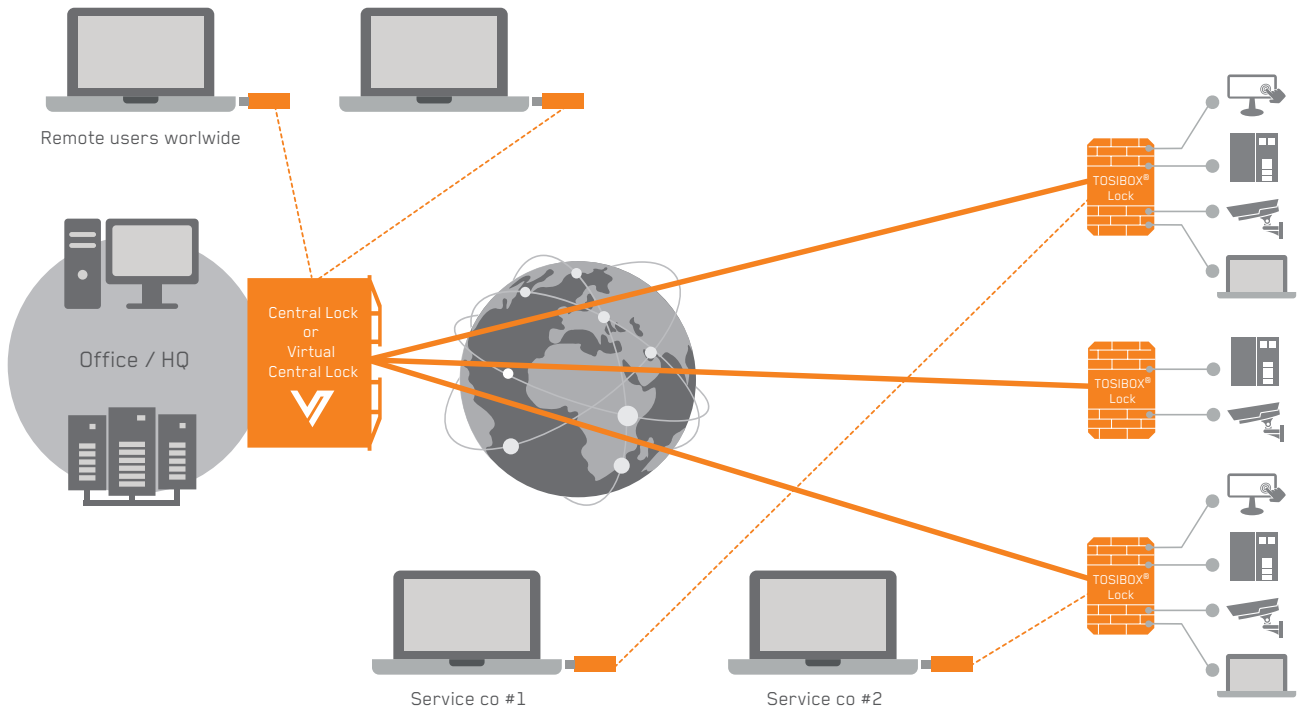 Remote users worlwide
Office / HQ
Central Lock
or
Virtual
Central Lock
TOSIBOX®
Lock
TOSIBOX®
Lock
TOSIBOX®
Lock
Service co #1
Service co #2